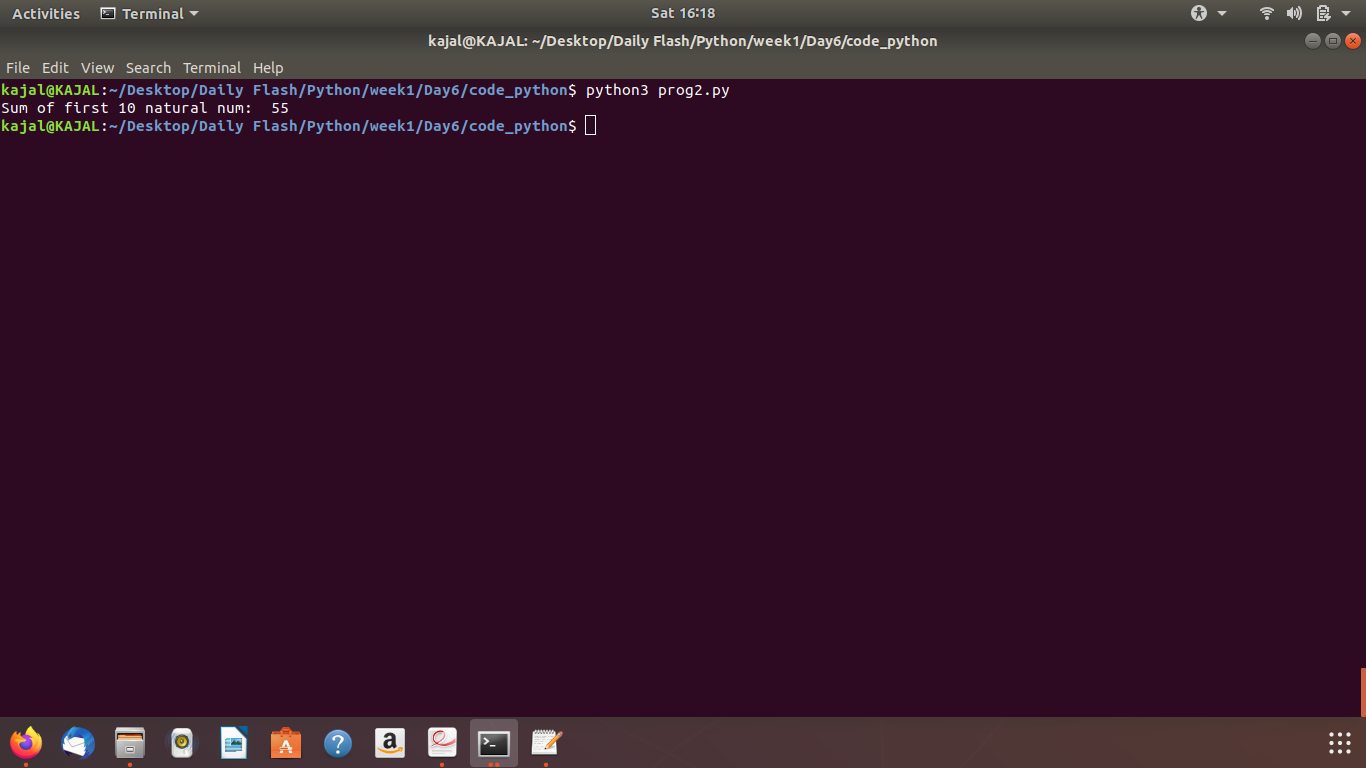 Activities Terminal Sat 16:18
kajal@KAJAL: ~/Desktop/Daily Flash/Python/week1/Day6/code_python
File Edit View Search Terminal Help
kajal@KAJAL:~/Desktop/Daily Flash/Python/week1/Day6/code_python$ python3 prog2.py
Sum of first 10 natural num:  55
kajal@KAJAL:~/Desktop/Daily Flash/Python/week1/Day6/code_python$